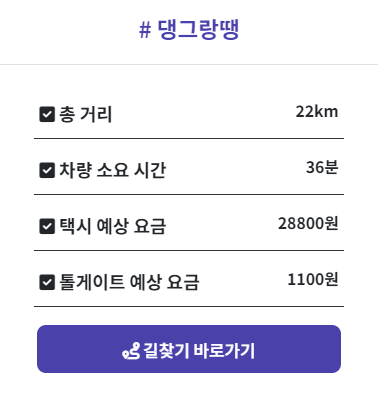 # 댕그랑땡
총 거리 22km
차량 소요 시간 36분
택시 예상 요금 28800원
톨게이트 예상 요금 1100원
길찾기 바로가기